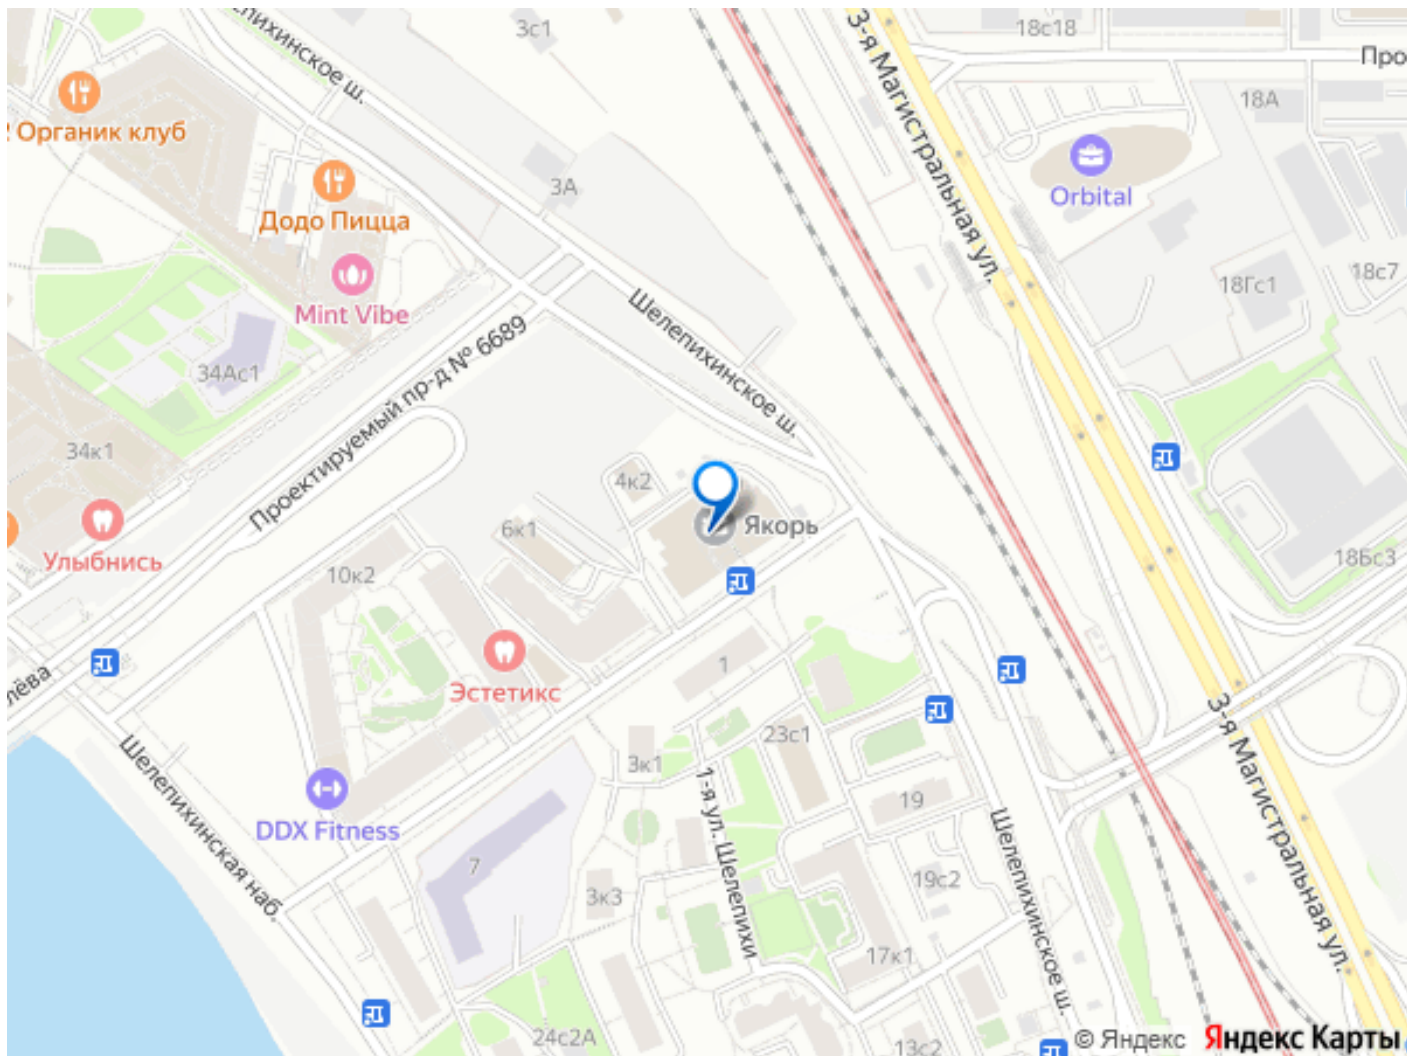 Шелепихинское ш.
3с1
3-я Магистральная ул.
18с18
Про
18А
Органик клуб
3А
Orbital
Додо Пицца
Mint Vibe
18Гс1
18с7
Шелепихинское ш.
34Ас1
Проектируемый пр-д № 6689
34к1
4к2
6к1
Якорь
Улыбнись
10к2
18Бс3
1
Эстетикс
лёва
3-я Магистральная ул.
23с1
3к1
Шелепихинская наб.
1-я ул. Шелепихи
19
DDX Fitness
Шелепихинское ш.
7
3к3
19с2
17к1
24с2А
13с2
© Яндекс Яндекс Карты